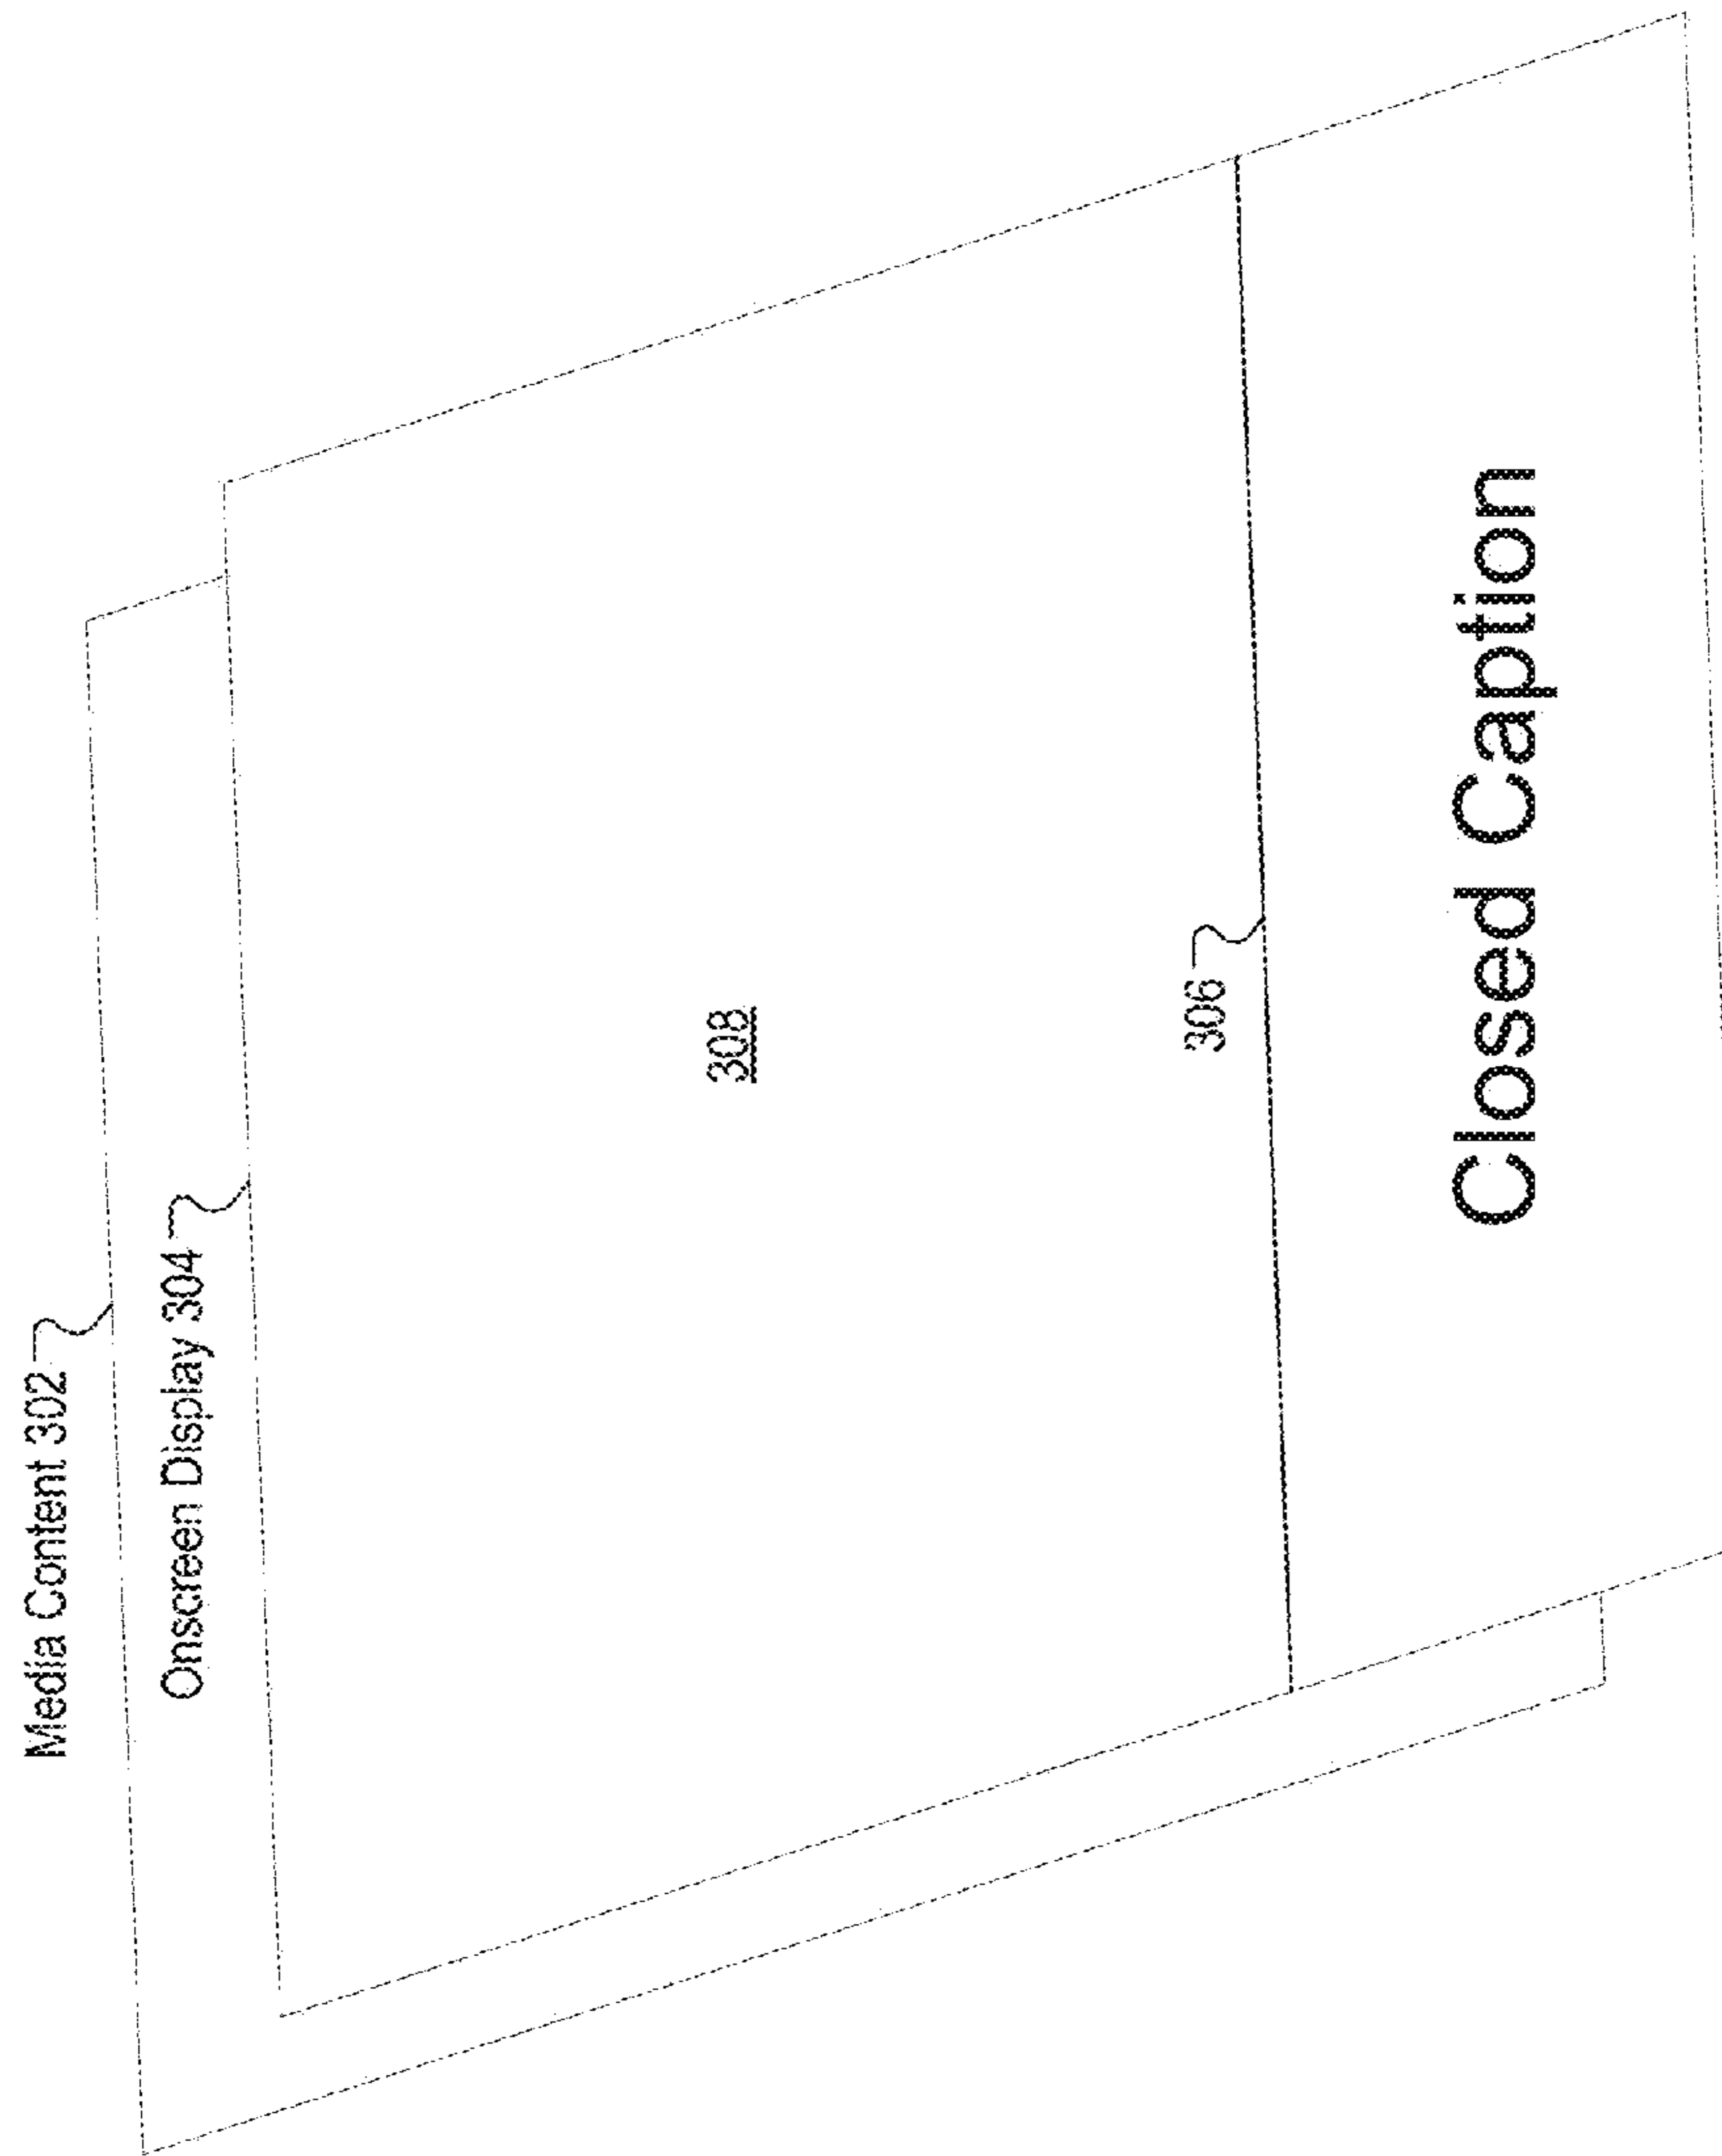 Media Content 302
Onscreen Display 304
308
306
Closed Caption